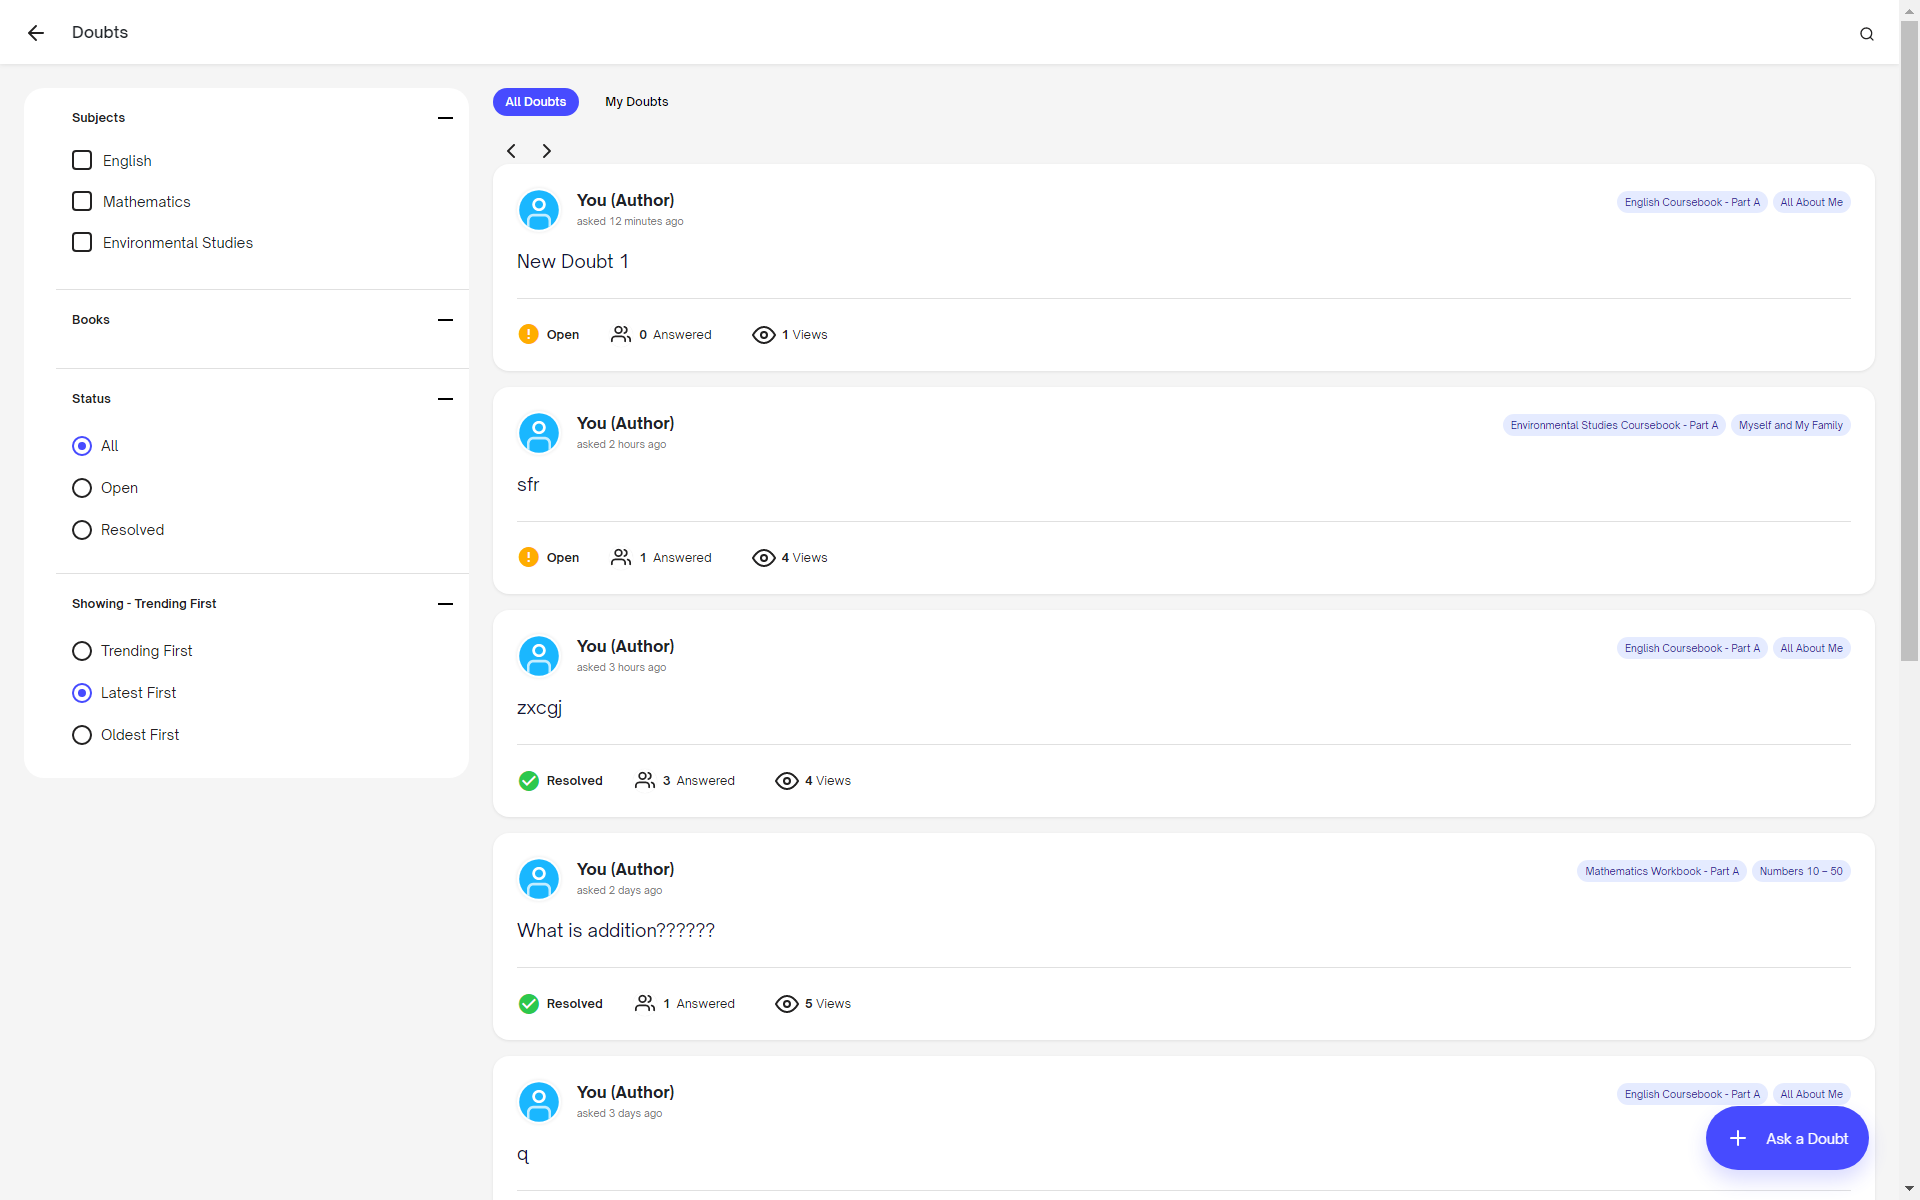 Doubts
Subjects
English
Mathematics
Environmental Studies
Books
Status
All
Open
Resolved
Showing - Trending First
Trending First
Latest First
Oldest First
All Doubts My Doubts
You (Author)
asked 12 minutes ago
English Coursebook - Part A All About Me
New Doubt 1
Open 0 Answered 1 Views
You (Author)
asked 2 hours ago
Environmental Studies Coursebook - Part A Myself and My Family
sfr
Open 1 Answered 4 Views
You (Author)
asked 3 hours ago
English Coursebook - Part A All About Me
zxcgj
Resolved 3 Answered 4 Views
You (Author)
asked 2 days ago
Mathematics Workbook - Part A Numbers 10 – 50
What is addition??????
Resolved 1 Answered 5 Views
You (Author)
asked 3 days ago
English Coursebook - Part A All About Me
q
Ask a Doubt